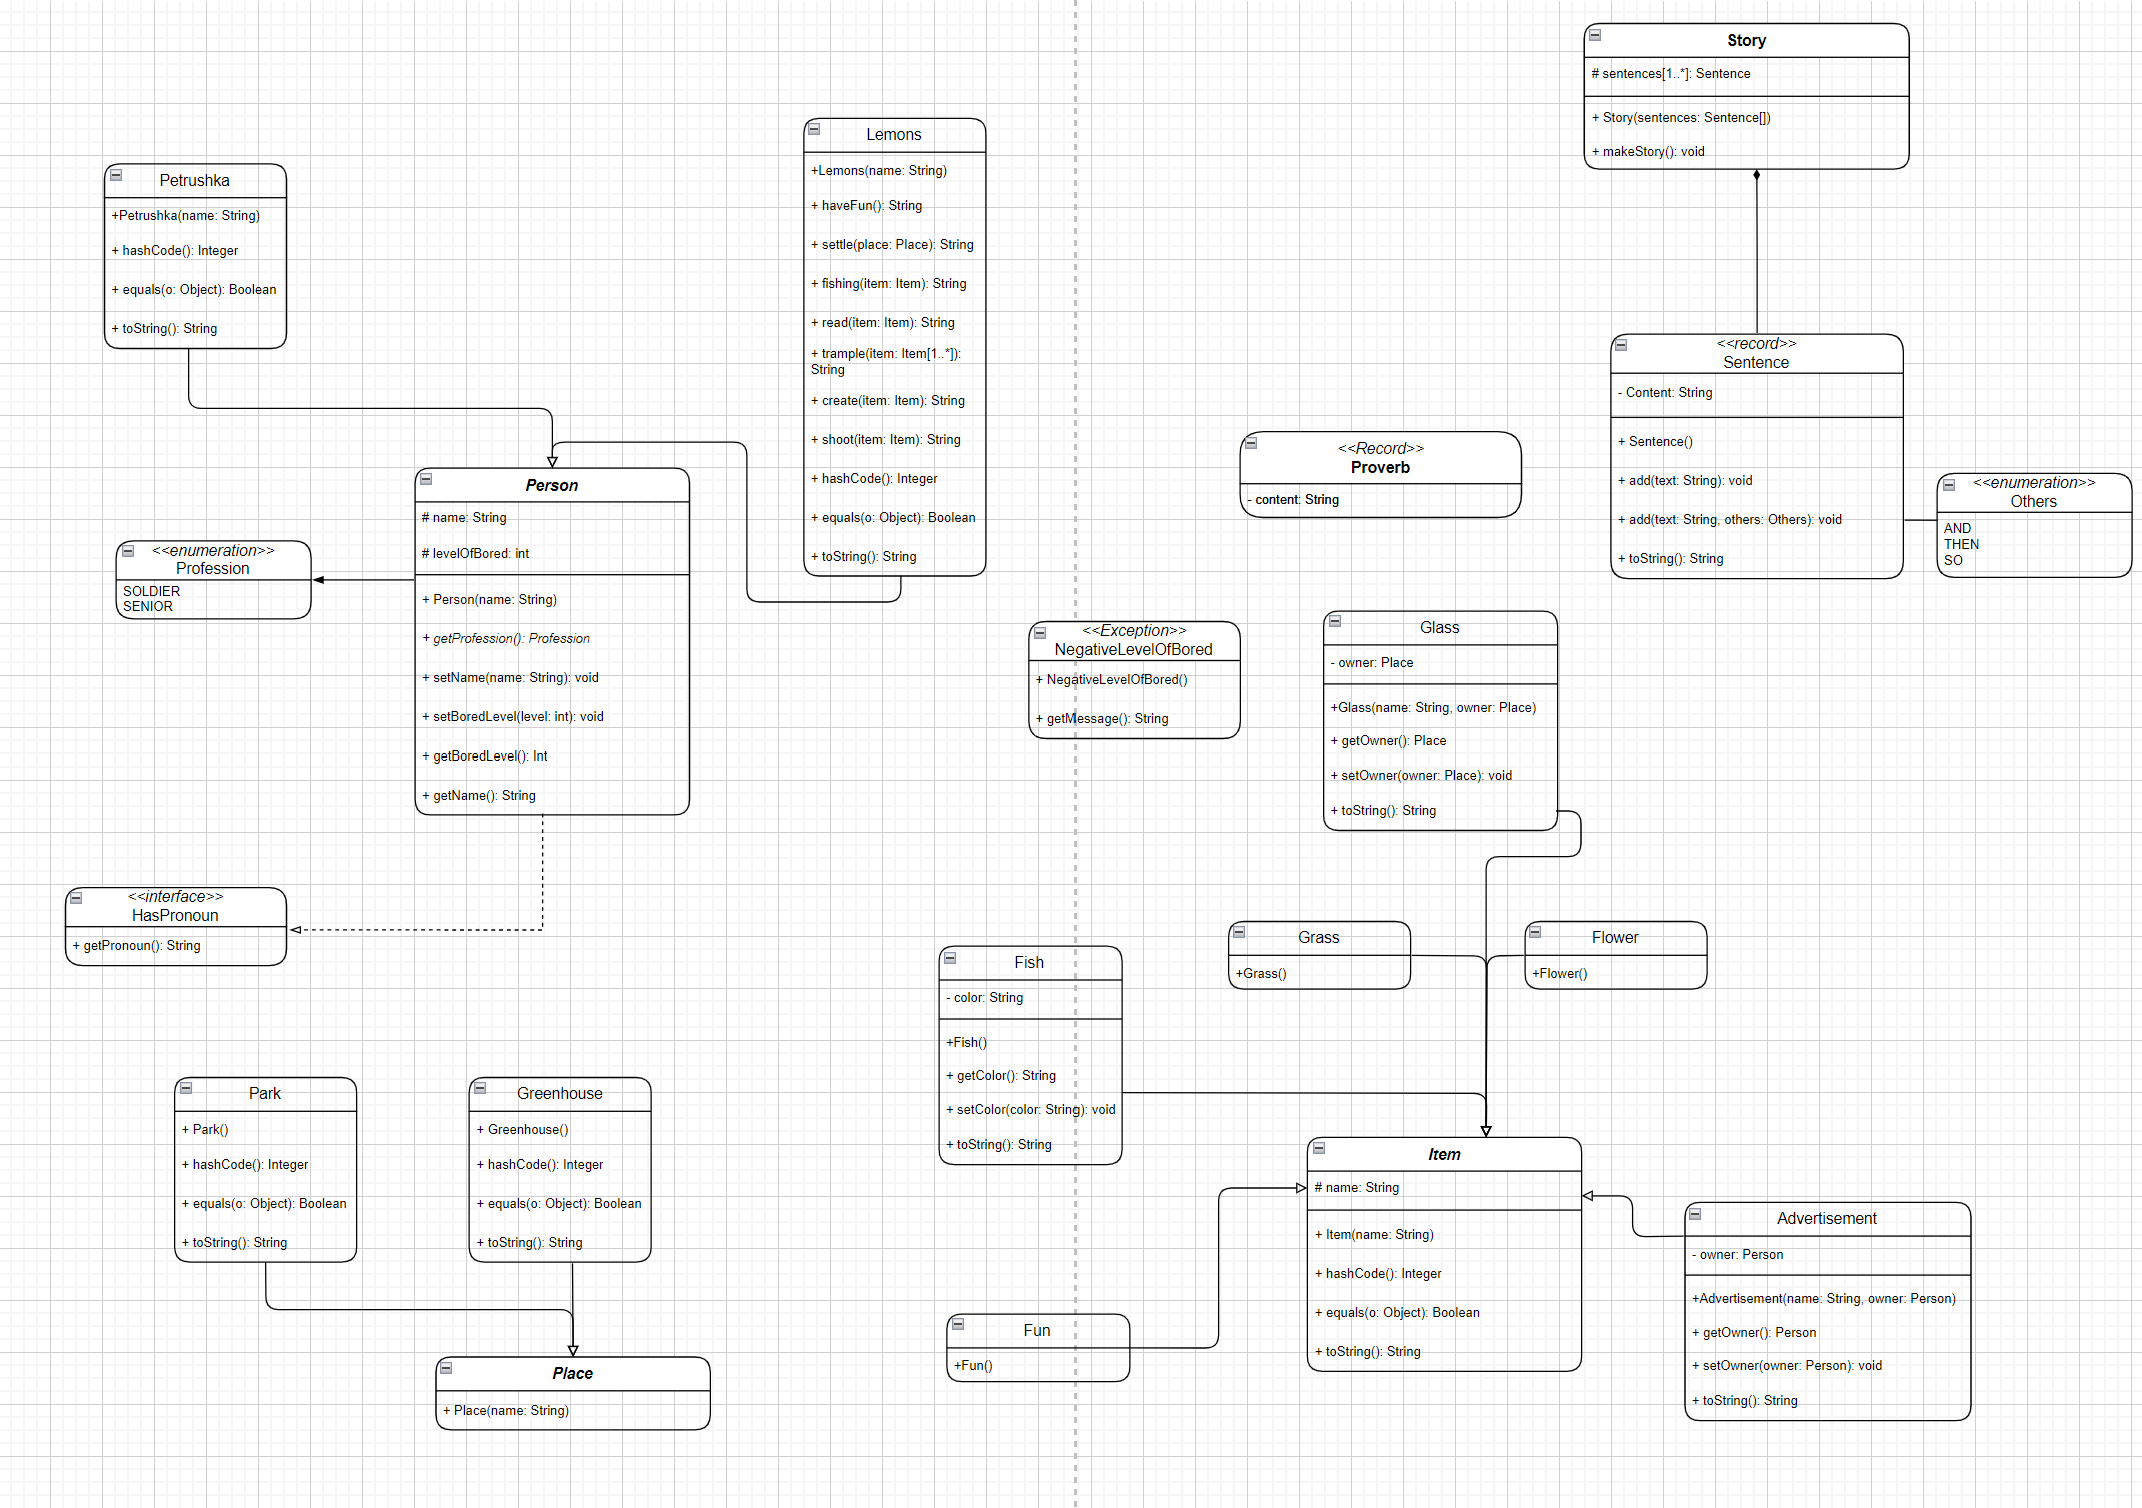 Story
# sentences[1..*]: Sentence
+ Story(sentences: Sentence[])
+ makeStory(): void
Lemons
+Lemons(name: String)
+ haveFun(): String
+ settle(place: Place): String
+ fishing(item: Item): String
+ read(item: Item): String
+ trample(item: Item[1..*]):
String
+ create(item: Item): String
+ shoot(item: Item): String
+ hashCode(): Integer
+ equals(o: Object): Boolean
+ toString(): String
Petrushka
+Petrushka(name: String)
+ hashCode(): Integer
+ equals(o: Object): Boolean
+ toString(): String
<<record>>
Sentence
- Content: String
+ Sentence()
+ add(text: String): void
+ add(text: String, others: Others): void
+ toString(): String
<<Record>>
Proverb
- content: String
<<enumeration>>
Others
AND
THEN
SO
Person
# name: String
# levelOfBored: int
+ Person(name: String)
+ getProfession(): Profession
+ setName(name: String): void
+ setBoredLevel(level: int): void
+ getBoredLevel(): Int
+ getName(): String
<<enumeration>>
Profession
SOLDIER
SENIOR
<<Exception>>
NegativeLevelOfBored
+ NegativeLevelOfBored()
+ getMessage(): String
Glass
- owner: Place
+Glass(name: String, owner: Place)
+ getOwner(): Place
+ setOwner(owner: Place): void
+ toString(): String
<<interface>>
HasPronoun
+ getPronoun(): String
Grass
+Grass()
Flower
+Flower()
Fish
- color: String
+Fish()
+ getColor(): String
+ setColor(color: String): void
+ toString(): String
Park
+ Park()
+ hashCode(): Integer
+ equals(o: Object): Boolean
+ toString(): String
Greenhouse
+ Greenhouse()
+ hashCode(): Integer
+ equals(o: Object): Boolean
+ toString(): String
Item
# name: String
+ Item(name: String)
+ hashCode(): Integer
+ equals(o: Object): Boolean
+ toString(): String
Advertisement
- owner: Person
+Advertisement(name: String, owner: Person)
+ getOwner(): Person
+ setOwner(owner: Person): void
+ toString(): String
Fun
+Fun()
Place
+ Place(name: String)